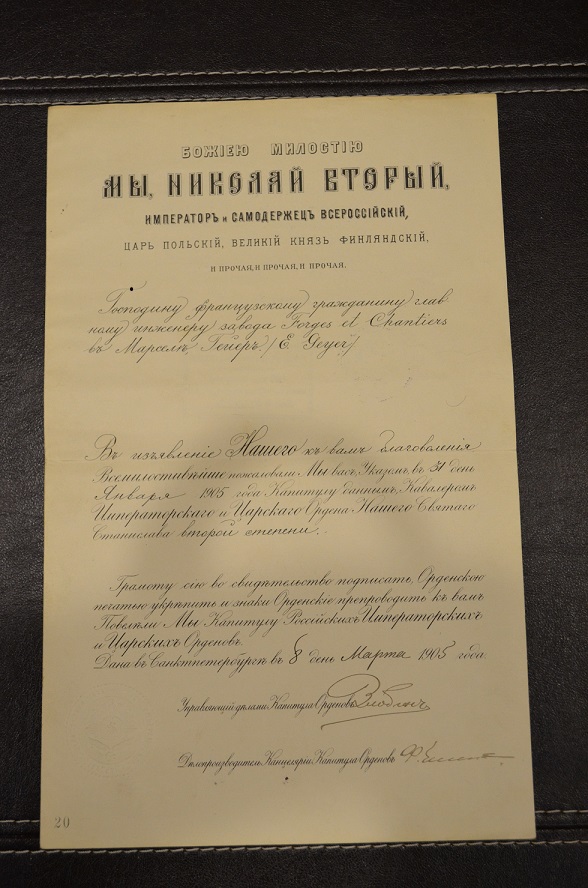 БОЖІЕЮ МИЛОСТІЮ
МЫ, НИКОЛАЙ ВТОРЫЙ,
ИМПЕРАТОРЪ и САМОДЕРЖЕЦЪ ВСЕРОССІЙСКІЙ,
ЦАРЬ ПОЛЬСКІЙ, ВЕЛИКІЙ КНЯЗЬ ФИНЛЯНДСКІЙ,
И ПРОЧАЯ, И ПРОЧАЯ, И ПРОЧАЯ.
Господину французскому гражданину глав
ному инженеру завода Forges et Chantiers
въ Марсели, Гойеръ /E. Geyer/
Въ изъявленіе Нашего къ вамъ благоволенія
Всемилостивѣйше пожаловали Мы васъ, Указомъ, въ 31 день
Января 1905 года Капитулу даннымъ, Кавалеромъ
Императорскаго и Царскаго Ордена Нашего Святаго
Станислава второй степени.
Грамоту сію во свидѣтельство подписать, Орденскою
печатью укрѣпить и знаки Орденскіе препроводить къ вамъ
Повелѣли Мы Капитулу Россійскихъ Императорскихъ
и Царскихъ Орденовъ.
Дана въ Санктпетербургѣ въ 8 день Марта 1905 года.
Управляющій дѣлами Капитула Орденовъ
Дѣлопроизводитель Канцеляріи Капитула Орденовъ
20